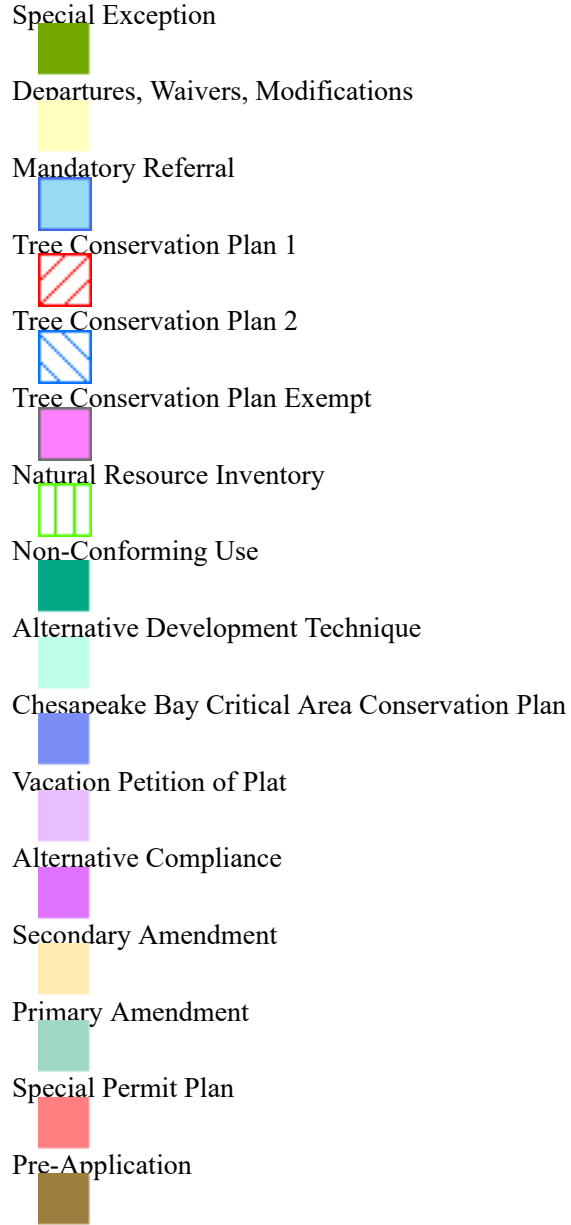 Special Exception
Departures, Waivers, Modifications
Mandatory Referral
Tree Conservation Plan 1
Tree Conservation Plan 2
Tree Conservation Plan Exempt
Natural Resource Inventory
Non-Conforming Use
Alternative Development Technique
Chesapeake Bay Critical Area Conservation Plan
Vacation Petition of Plat
Alternative Compliance
Secondary Amendment
Primary Amendment
Special Permit Plan
Pre-Application